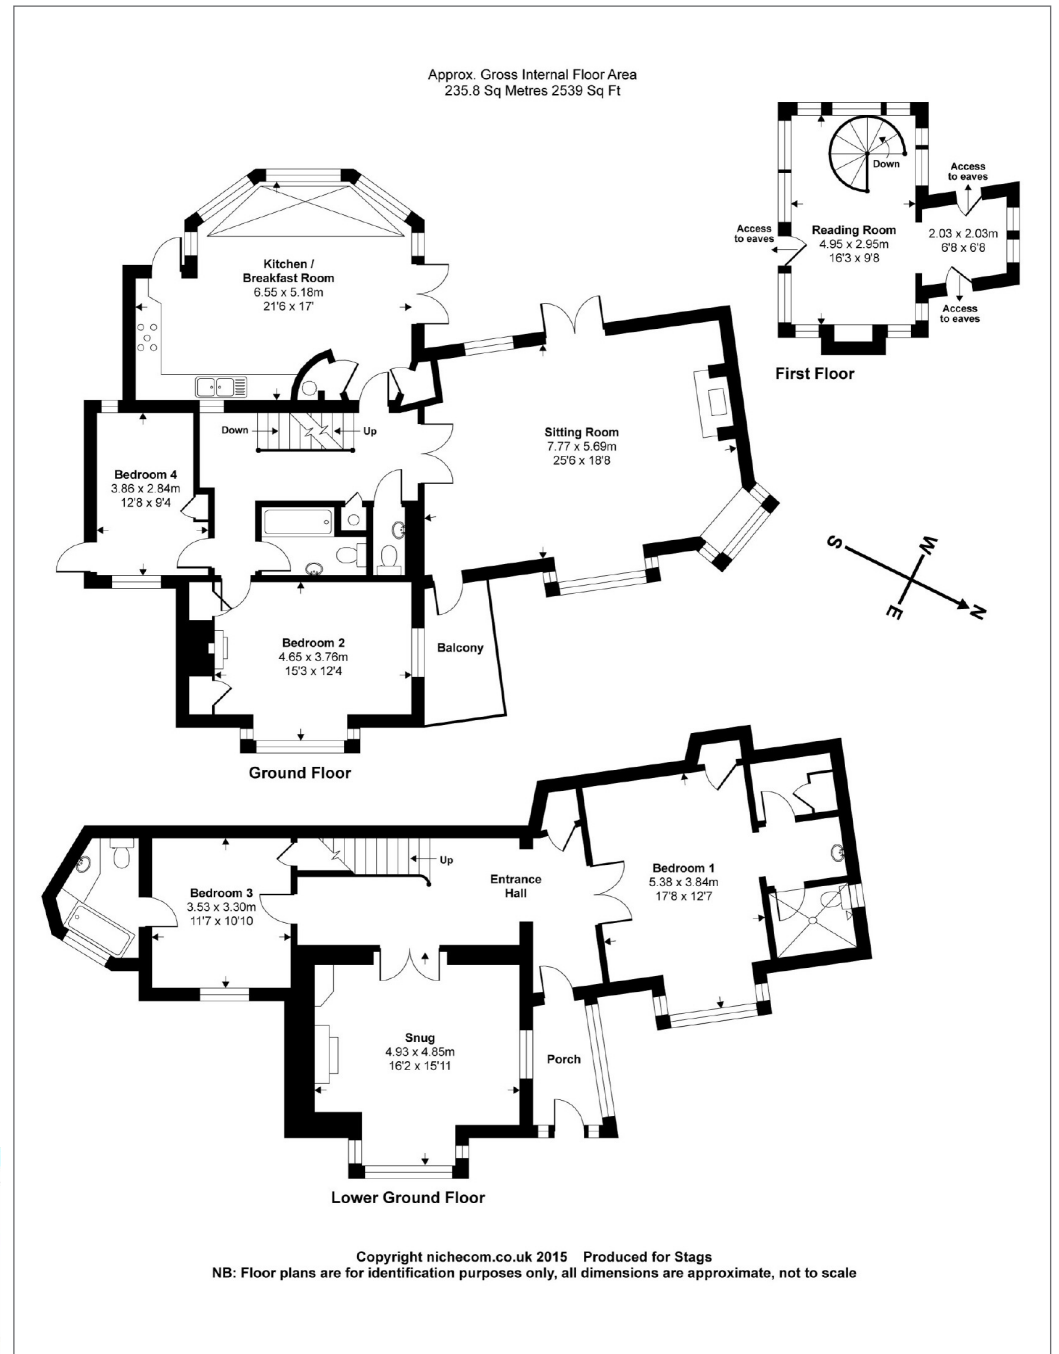 Approx. Gross Internal Floor Area
235.8 Sq Metres 2539 Sq Ft
Down
Access
to eaves
Reading Room
4.95 x 2.95m
16'3 x 9'8
Access
to eaves
2.03 x 2.03m
6'8 x 6'8
Access
to eaves
First Floor
Kitchen /
Breakfast Room
6.55 x 5.18m
21'6 x 17'
Down
Up
Sitting Room
7.77 x 5.69m
25'6 x 18'8
Bedroom 4
3.86 x 2.84m
12'8 x 9'4
S
W
E
N
Bedroom 2
4.65 x 3.76m
15'3 x 12'4
Balcony
Ground Floor
Up
Entrance
Hall
Bedroom 1
5.38 x 3.84m
17'8 x 12'7
Bedroom 3
3.53 x 3.30m
11'7 x 10'10
Snug
4.93 x 4.85m
16'2 x 15'11
Porch
Lower Ground Floor
Copyright nichecom.co.uk 2015 Produced for Stags
NB: Floor plans are for identification purposes only, all dimensions are approximate, not to scale